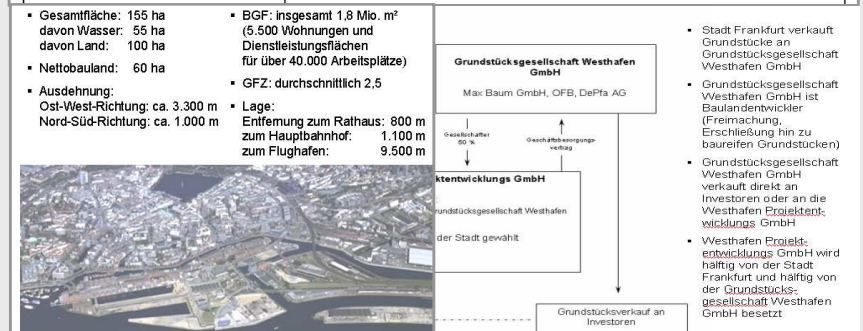 ▪ Gesamtfläche: 155 ha
davon Wasser: 55 ha
davon Land: 100 ha
▪ Nettobauland: 60 ha
▪ Ausdehnung:
Ost-West-Richtung: ca. 3.300 m
Nord-Süd-Richtung: ca. 1.000 m
▪ BGF: insgesamt 1,8 Mio. m²
(5.500 Wohnungen und
Dienstleistungsflächen
für über 40.000 Arbeitsplätze)
▪ GFZ: durchschnittlich 2,5
▪ Lage:
Entfernung zum Rathaus: 800 m
zum Hauptbahnhof: 1.100 m
zum Flughafen: 9.500 m
Grundstücksgesellschaft Westhafen
GmbH
Max Baum GmbH, OFB, DePfa AG
Gesellschafter
50 %
Geschäftsbesorgungs-
vertrag
ktentwicklungs GmbH
rundstücksgesellschaft Westhafen
der Stadt gewählt
Grundstücksverkauf an
Investoren
▪ Stadt Frankfurt verkauft
Grundstücke an
Grundstücksgesellschaft
Westhafen GmbH
▪ Grundstücksgesellschaft
Westhafen GmbH ist
Baulandentwickler
(Freimachung,
Erschließung hin zu
baureifen Grundstücken)
▪ Grundstücksgesellschaft
Westhafen GmbH
verkauft direkt an
Investoren oder an die
Westhafen Projektent-
wicklungs GmbH
▪ Westhafen Projekt-
entwicklungs GmbH wird
hälftig von der Stadt
Frankfurt und hälftig von
der Grundstücks-
gesellschaft Westhafen
GmbH besetzt